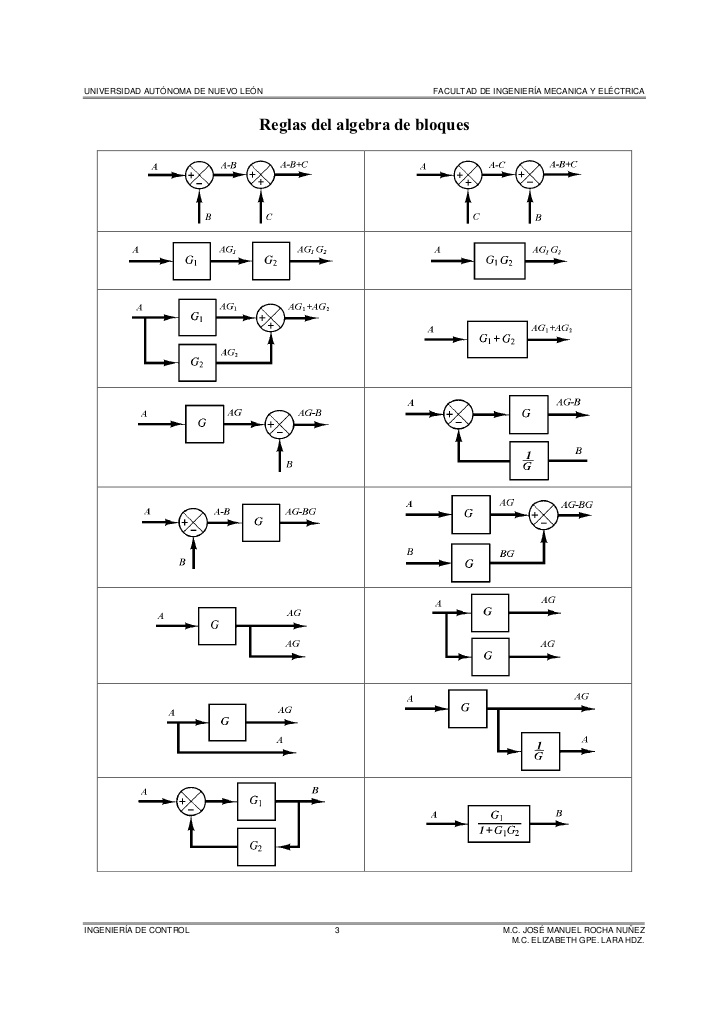 UNIVERSIDAD AUTÓNOMA DE NUEVO LEÓN FACULTAD DE INGENIERÍA MECANICA Y ELÉCTRICA
Reglas del algebra de bloques
A + − A-B + + A-B+C
B C
A + + A-C + − A-B+C
C B
A G₁ AG₁ G₂ AG₁ G₂
A G₁ G₂ AG₁ G₂
A G₁ AG₁ + + AG₁+AG₂
G₂ AG₂
A G₁ + G₂ AG₁+AG₂
A G AG + − AG-B
B
A + − G AG-B
1/G B
A + − A-B G AG-BG
B
A G AG + − AG-BG
B G BG
A G AG
AG
A G AG
G AG
A G AG
A
A G AG
1/G A
A + − G₁ B
G₂
A G₁/1+G₁G₂ B
INGENIERÍA DE CONTROL 3 M.C. JOSÉ MANUEL ROCHA NUÑEZ
M.C. ELIZABETH GPE. LARA HDZ.